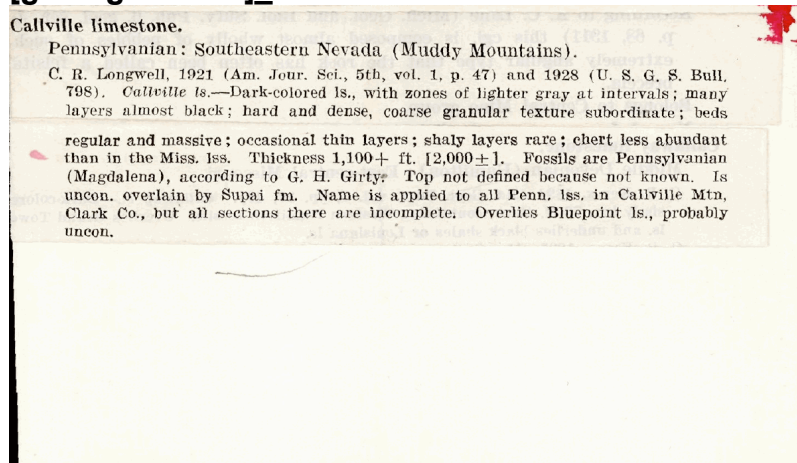 Callville limestone.
Pennsylvanian: Southeastern Nevada (Muddy Mountains).
C. R. Longwell, 1921 (Am. Jour. Sci., 5th, vol. 1, p. 47) and 1928 (U. S. G. S. Bull.
798). Callville ls.—Dark-colored ls., with zones of lighter gray at intervals; many
layers almost black; hard and dense, coarse granular texture subordinate; beds
regular and massive; occasional thin layers; shaly layers rare; chert less abundant
than in the Miss. lss. Thickness 1,100+ ft. [2,000±]. Fossils are Pennsylvanian
(Magdalena), according to G. H. Girty. Top not defined because not known. Is
uncon. overlain by Supai fm. Name is applied to all Penn. lss. in Callville Mtn,
Clark Co., but all sections there are incomplete. Overlies Bluepoint ls., probably
uncon.